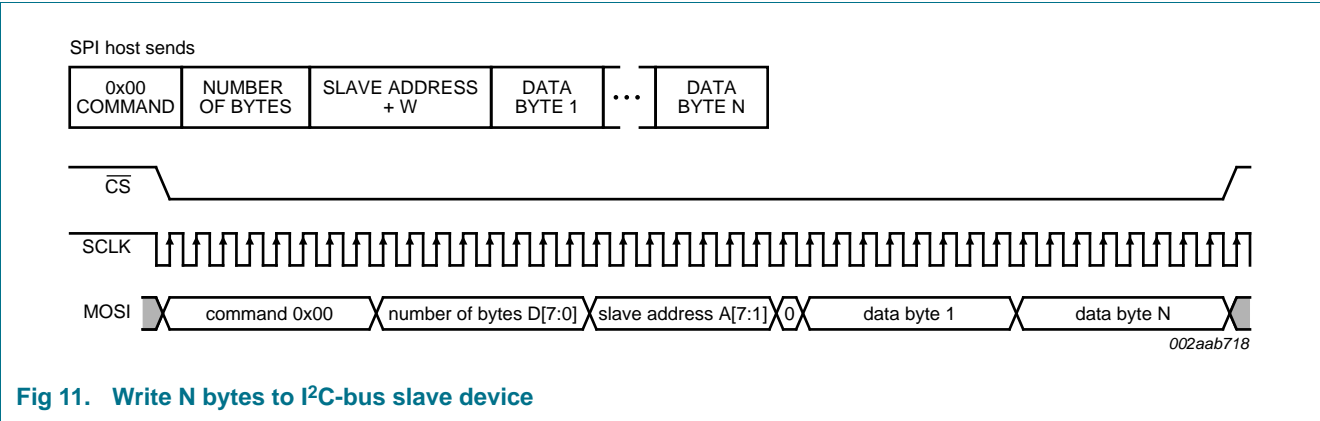 SPI host sends
0x00 COMMAND
NUMBER OF BYTES
SLAVE ADDRESS + W
DATA BYTE 1
...
DATA BYTE N
CS
SCLK
MOSI
command 0x00
number of bytes D[7:0]
slave address A[7:1]
0
data byte 1
data byte N
002aab718
Fig 11. Write N bytes to I²C-bus slave device